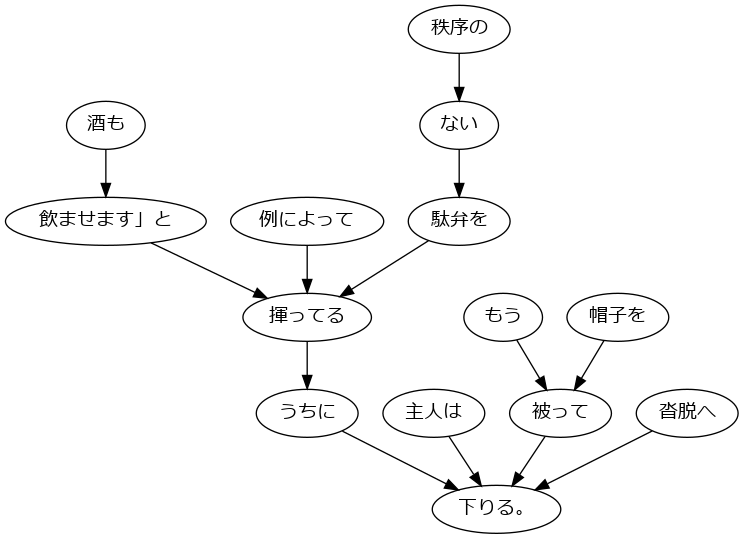 秩序の
酒も
ない
飲ませます」と
例によって
駄弁を
揮ってる
もう
帽子を
うちに
主人は
被って
沓脱へ
下りる。